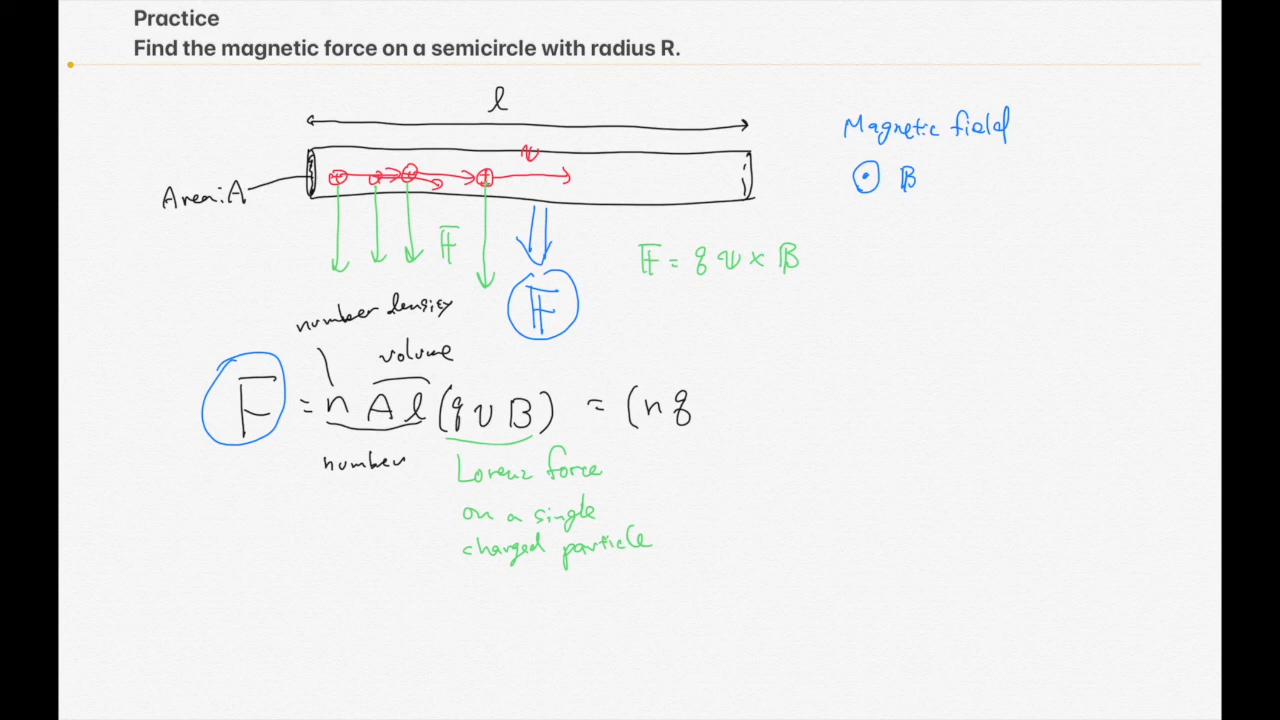 Practice
Find the magnetic force on a semicircle with radius R.
l
Magnetic field
B
v
Area:A
F
F = q v × B
F
number density
volume
F = n A l (q v B) = (n q
number
Lorenz force
on a single
charged particle